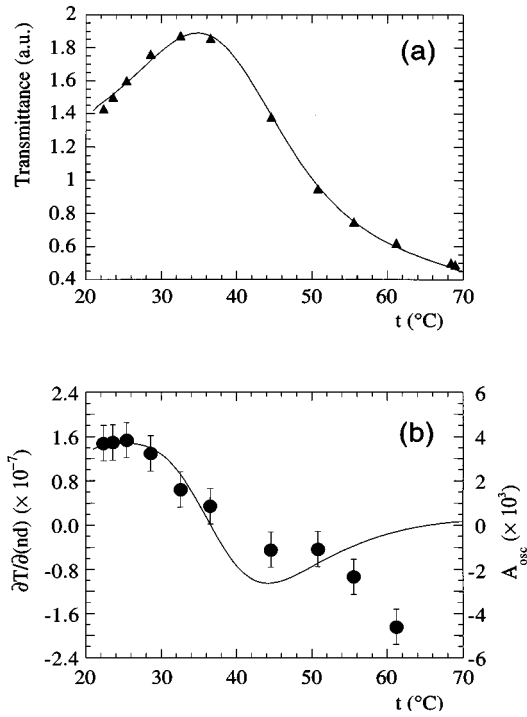 (a)
Transmittance (a.u.)
2
1.8
1.6
1.4
1.2
1
0.8
0.6
0.4
20 30 40 50 60 70
t (°C)
(b)
∂T/∂(nd) (× 10⁻⁷)
2.4
1.6
0.8
0.0
-0.8
-1.6
-2.4
6
4
2
0
-2
-4
-6
A_osc (× 10³)
20 30 40 50 60 70
t (°C)